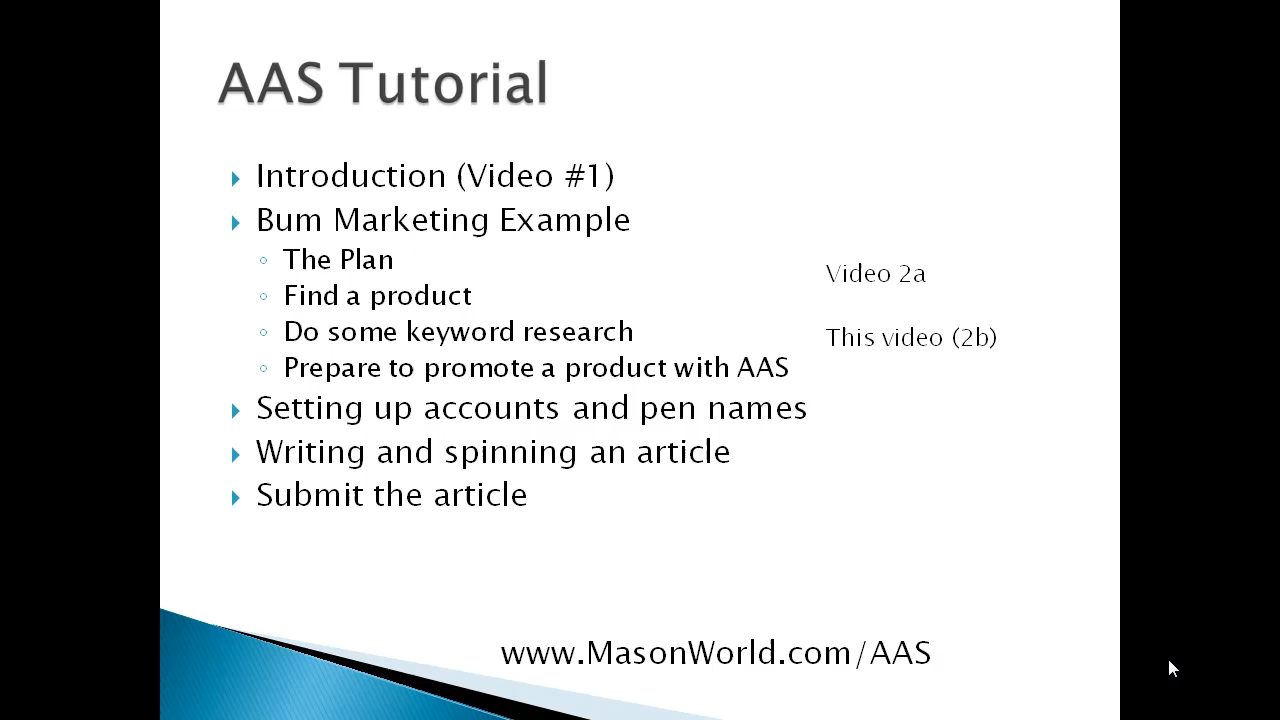 AAS Tutorial
Introduction (Video #1)
Bum Marketing Example
The Plan
Video 2a
Find a product
Do some keyword research
This video (2b)
Prepare to promote a product with AAS
Setting up accounts and pen names
Writing and spinning an article
Submit the article
www.MasonWorld.com/AAS